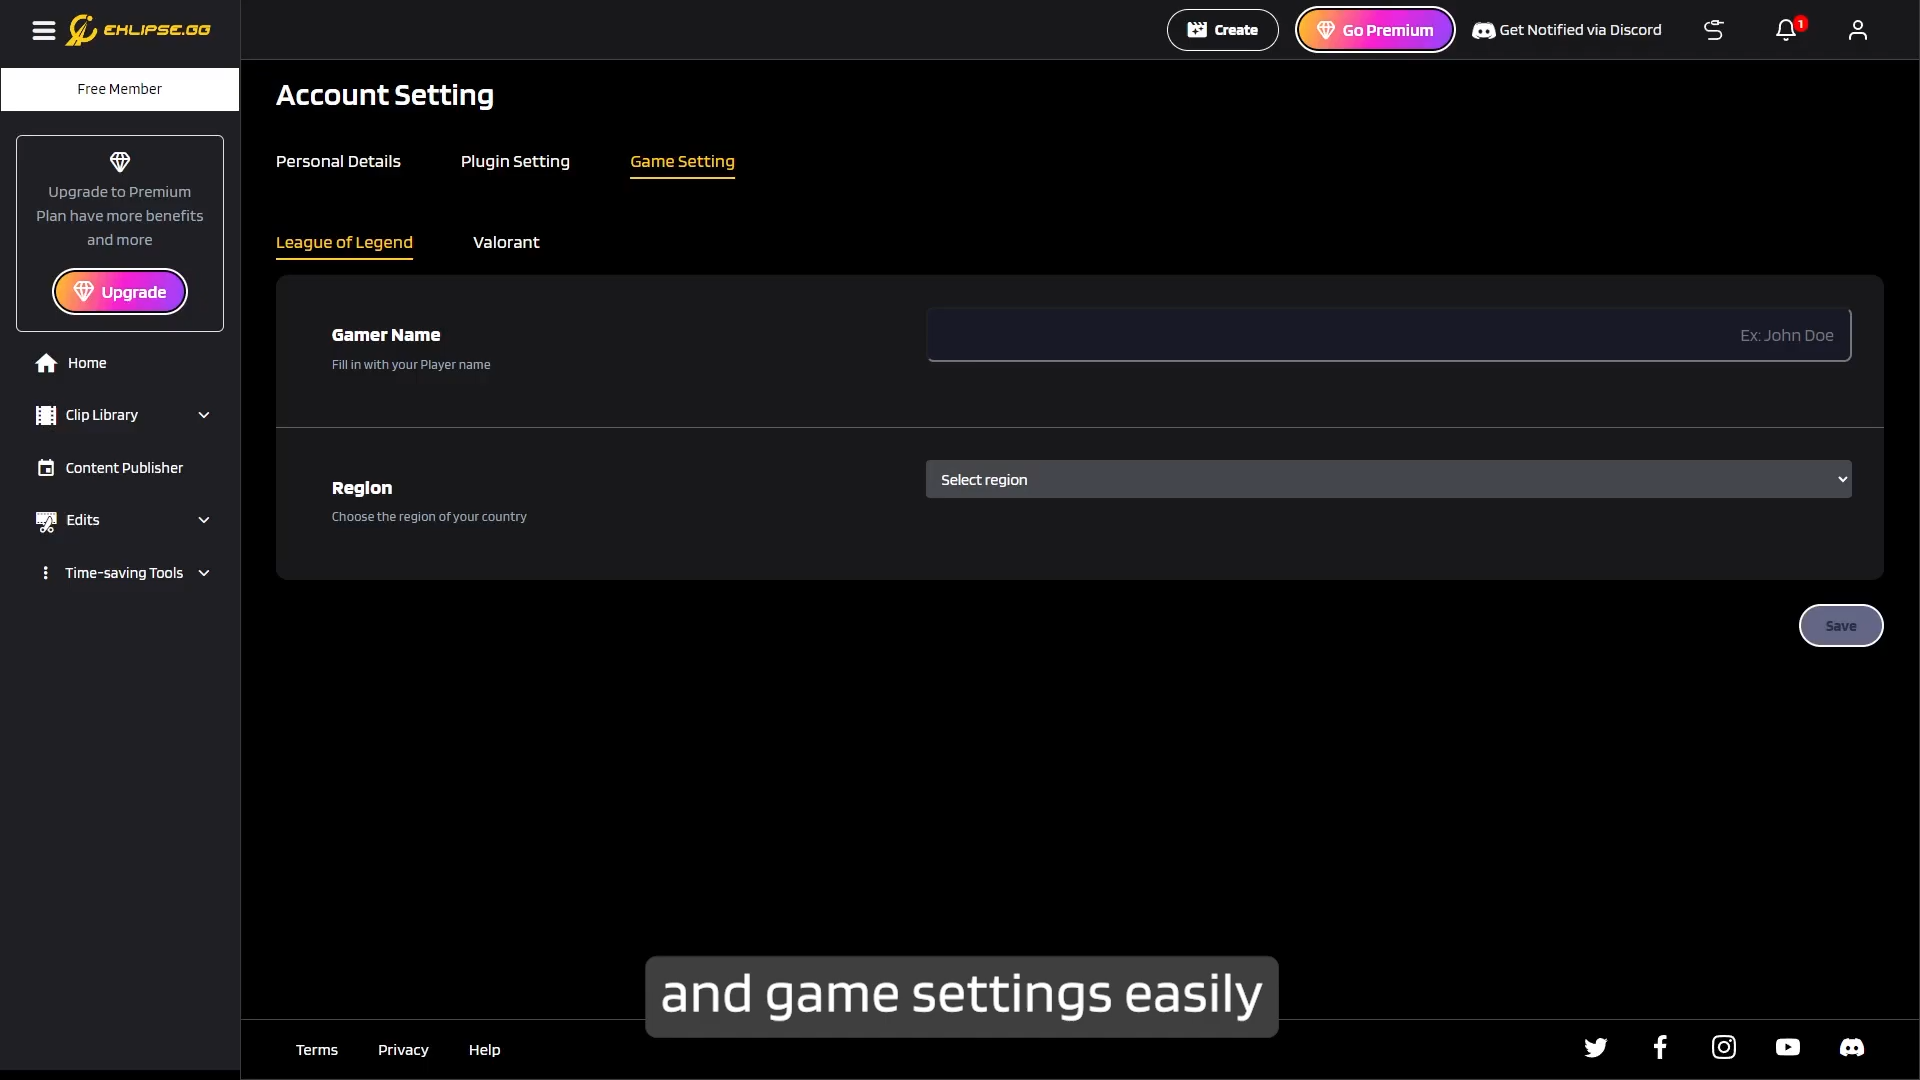 EKLIPSE.GG
Create
Go Premium
Get Notified via Discord
1
Free Member
Upgrade to Premium
Plan have more benefits
and more
Upgrade
Home
Clip Library
Content Publisher
Edits
Time-saving Tools
Account Setting
Personal Details
Plugin Setting
Game Setting
League of Legend
Valorant
Gamer Name
Fill in with your Player name
Ex: John Doe
Region
Choose the region of your country
Select region
Save
and game settings easily
Terms
Privacy
Help